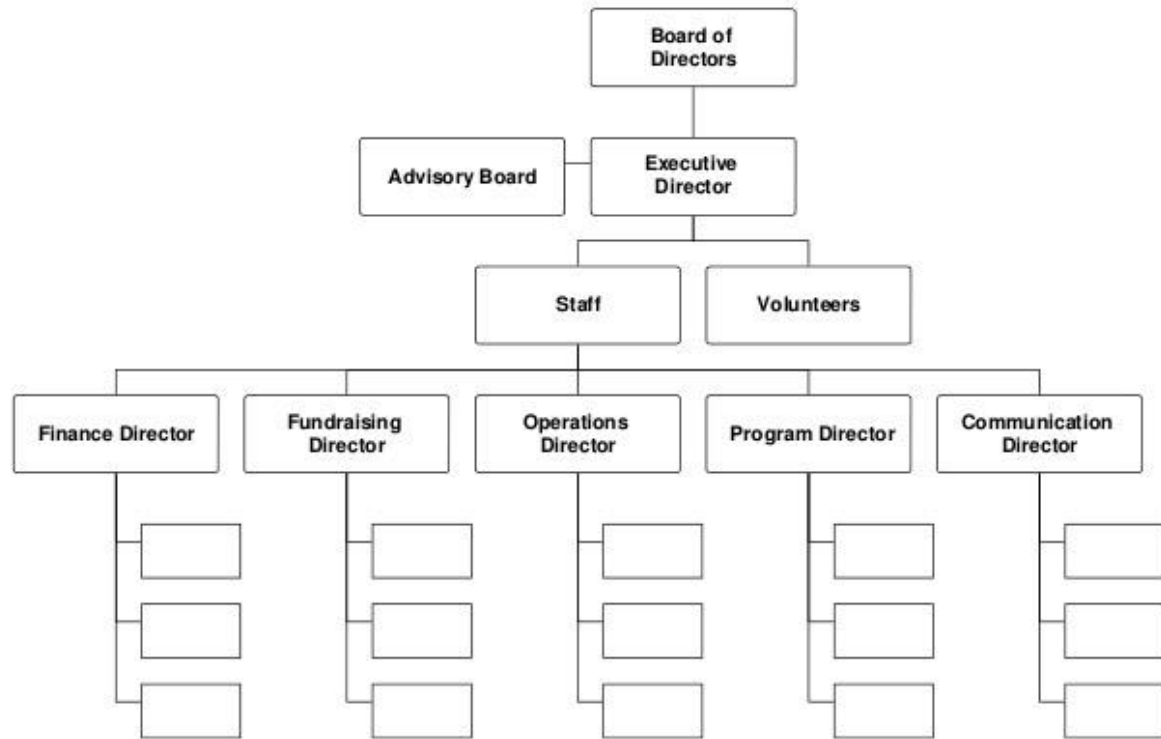 Board of
Directors
Advisory Board
Executive
Director
Staff
Volunteers
Finance Director
Fundraising
Director
Operations
Director
Program Director
Communication
Director